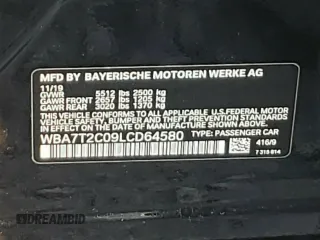 MFD BY BAYERISCHE MOTOREN WERKE AG
11/19
GVWR 5512 lbs 2500 kg
GAWR FRONT 2657 lbs 1205 kg
GAWR REAR 3020 lbs 1370 kg
THIS VEHICLE CONFORMS TO ALL APPLICABLE FEDERAL MOTOR
VEHICLE SAFETY, BUMPER AND THEFT PREVENTION STANDARDS
IN EFFECT ON THE DATE OF MANUFACTURE SHOWN ABOVE.
WBA7T2C09LCD64580 TYPE: PASSENGER CAR
416/9
7 318 814
DREAMBID